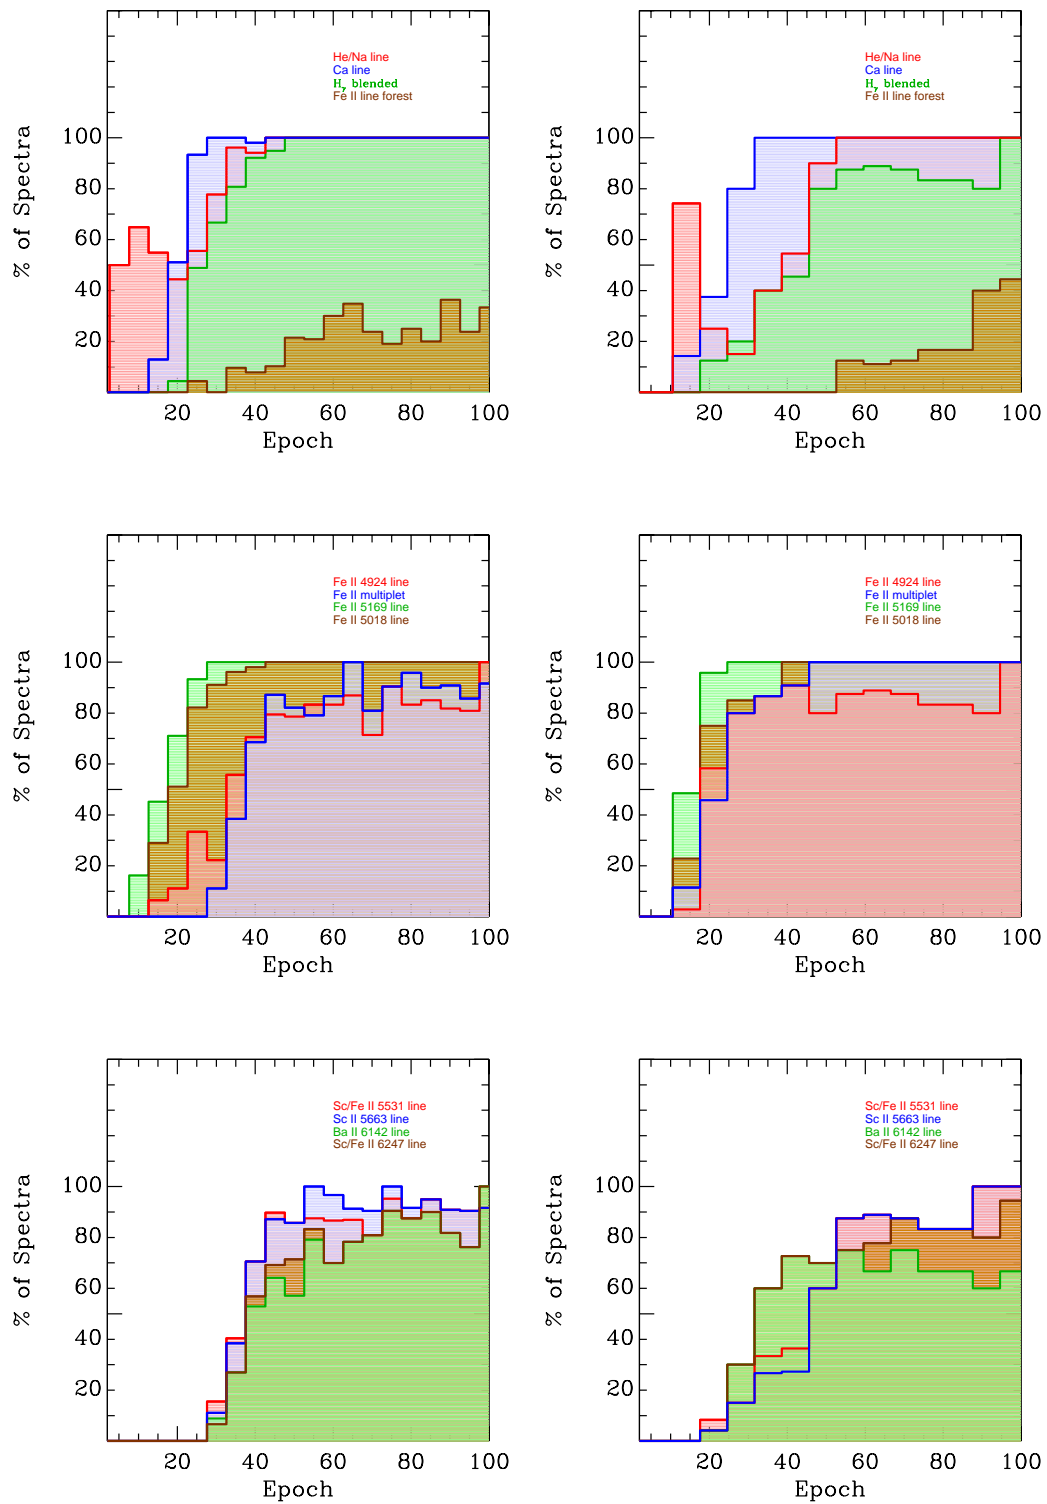 He/Na line
Ca line
Hγ blended
Fe II line forest
100
80
60
40
20
% of Spectra
20 40 60 80 100
Epoch
He/Na line
Ca line
Hγ blended
Fe II line forest
100
80
60
40
20
% of Spectra
20 40 60 80 100
Epoch
Fe II 4924 line
Fe II multiplet
Fe II 5169 line
Fe II 5018 line
100
80
60
40
20
% of Spectra
20 40 60 80 100
Epoch
Fe II 4924 line
Fe II multiplet
Fe II 5169 line
Fe II 5018 line
100
80
60
40
20
% of Spectra
20 40 60 80 100
Epoch
Sc/Fe II 5531 line
Sc II 5663 line
Ba II 6142 line
Sc/Fe II 6247 line
100
80
60
40
20
% of Spectra
20 40 60 80 100
Epoch
Sc/Fe II 5531 line
Sc II 5663 line
Ba II 6142 line
Sc/Fe II 6247 line
100
80
60
40
20
% of Spectra
20 40 60 80 100
Epoch